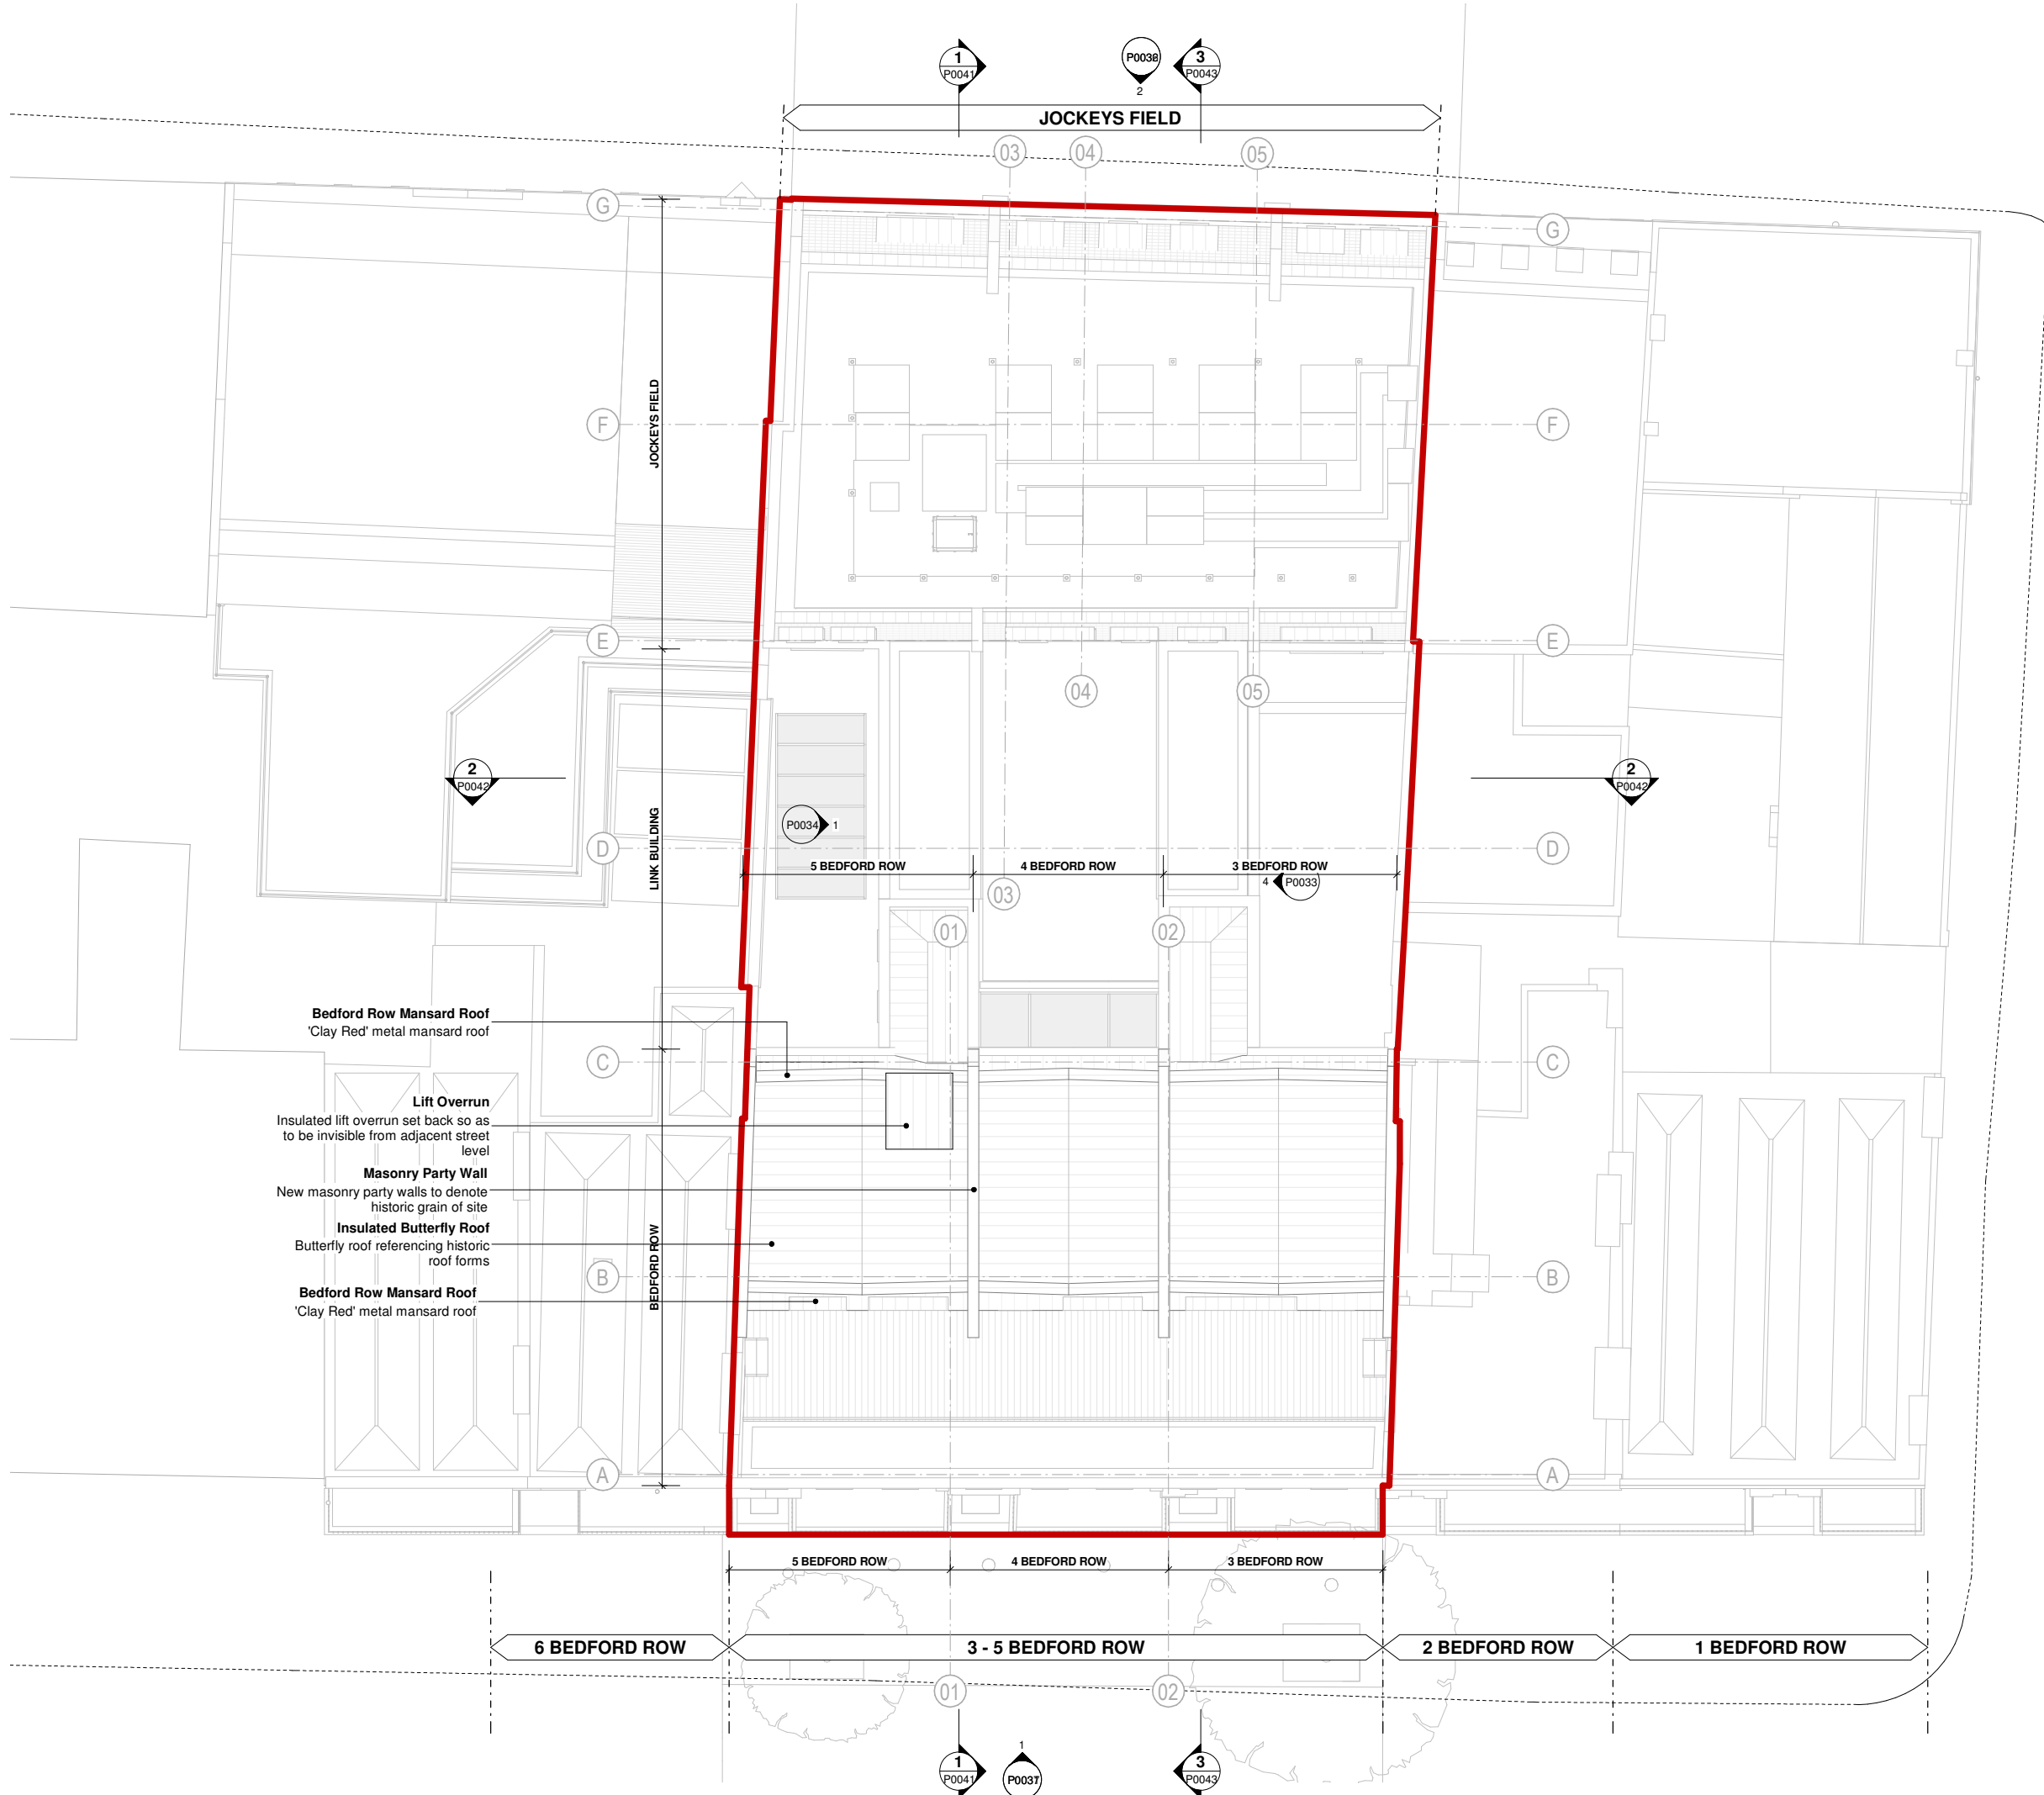 1
P0041
2
3
P0043
JOCKEYS FIELD
03
04
05
G
G
JOCKEYS FIELD
F
F
E
E
04
05
2
P0042
2
P0042
P0034
1
LINK BUILDING
D
D
5 BEDFORD ROW
4 BEDFORD ROW
3 BEDFORD ROW
4
P0033
03
01
02
Bedford Row Mansard Roof
'Clay Red' metal mansard roof
C
C
Lift Overrun
Insulated lift overrun set back so as
to be invisible from adjacent street
level
Masonry Party Wall
New masonry party walls to denote
historic grain of site
Insulated Butterfly Roof
Butterfly roof referencing historic
roof forms
BEDFORD ROW
B
B
Bedford Row Mansard Roof
'Clay Red' metal mansard roof
A
A
5 BEDFORD ROW
4 BEDFORD ROW
3 BEDFORD ROW
6 BEDFORD ROW
3 - 5 BEDFORD ROW
2 BEDFORD ROW
1 BEDFORD ROW
01
02
1
P0041
1
3
P0043